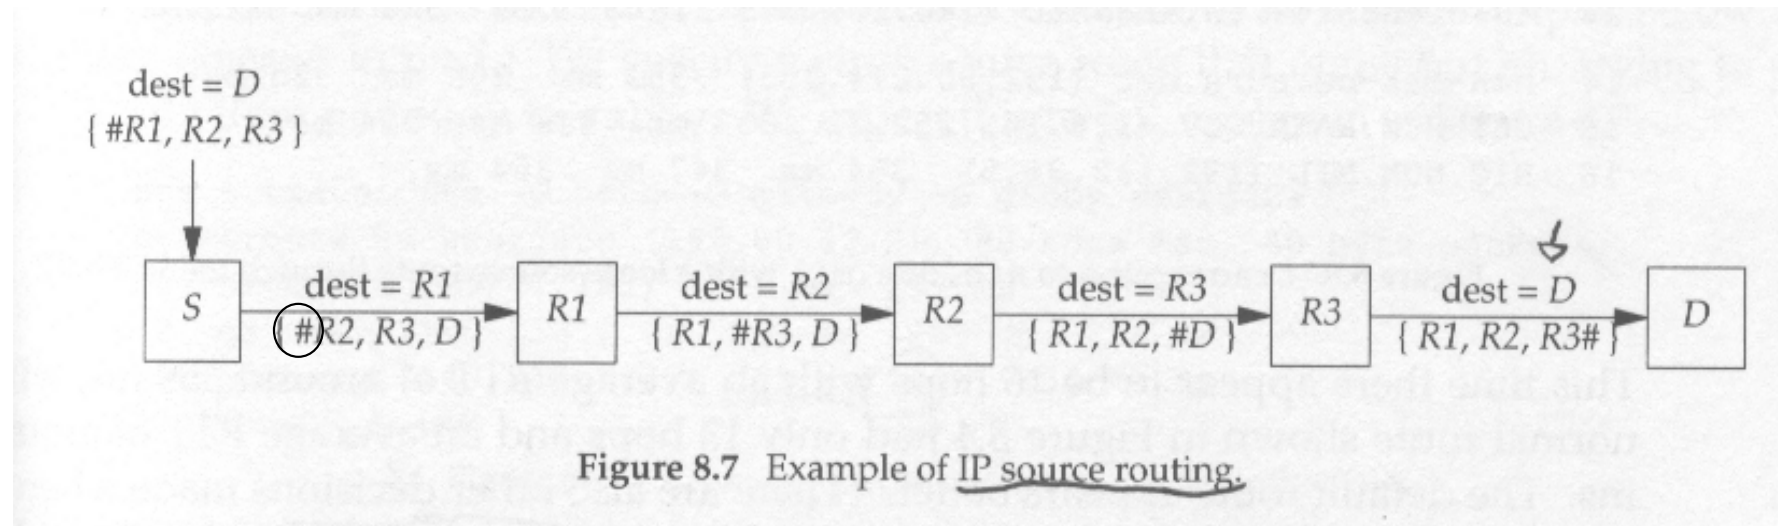 dest = D
{ #R1, R2, R3 }
S
dest = R1
{ #R2, R3, D }
R1
dest = R2
{ R1, #R3, D }
R2
dest = R3
{ R1, R2, #D }
R3
dest = D
{ R1, R2, R3# }
D
Figure 8.7 Example of IP source routing.